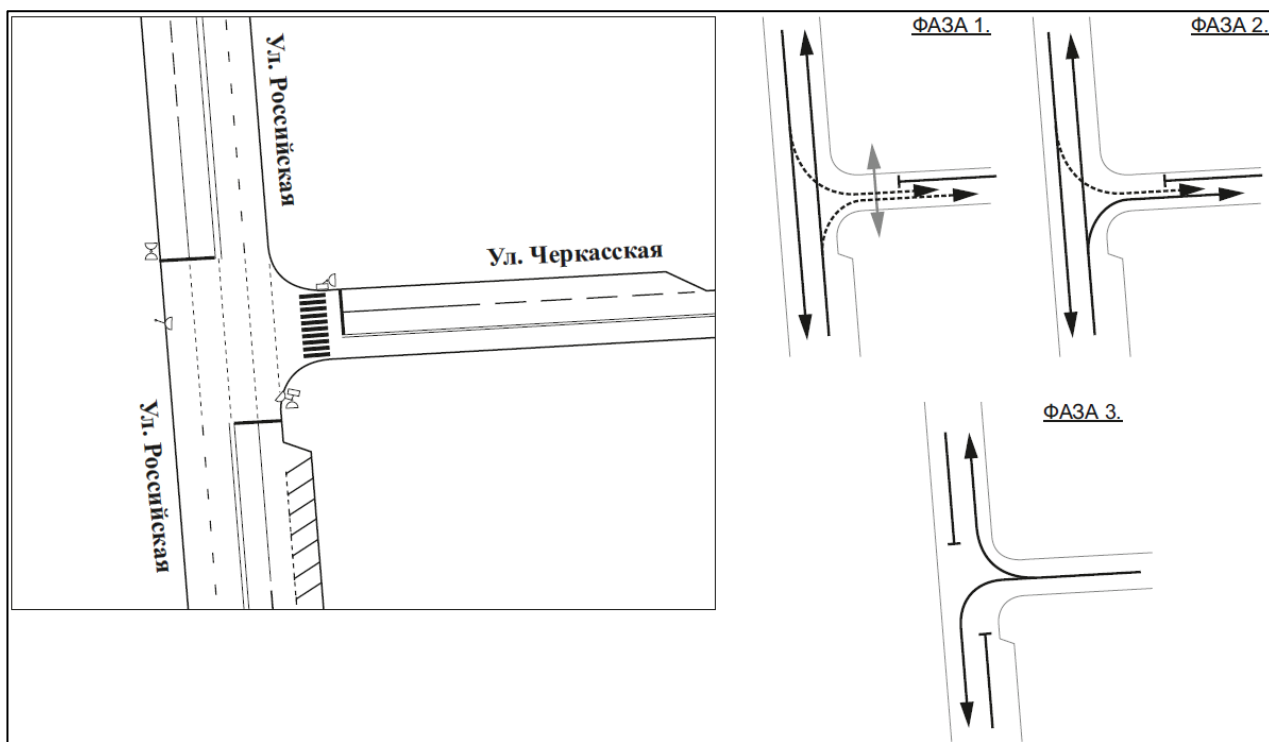 Ул. Российская
Ул. Черкасская
Ул. Российская
ФАЗА 1.
ФАЗА 2.
ФАЗА 3.